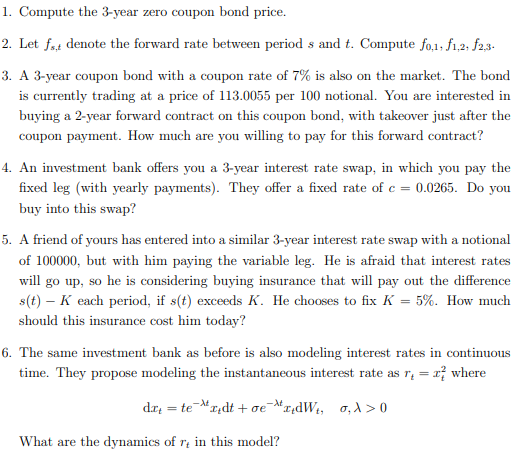 1. Compute the 3-year zero coupon bond price.
2. Let f_{s,t} denote the forward rate between period s and t. Compute f_{0,1}, f_{1,2}, f_{2,3}.
3. A 3-year coupon bond with a coupon rate of 7% is also on the market. The bond
is currently trading at a price of 113.0055 per 100 notional. You are interested in
buying a 2-year forward contract on this coupon bond, with takeover just after the
coupon payment. How much are you willing to pay for this forward contract?
4. An investment bank offers you a 3-year interest rate swap, in which you pay the
fixed leg (with yearly payments). They offer a fixed rate of c = 0.0265. Do you
buy into this swap?
5. A friend of yours has entered into a similar 3-year interest rate swap with a notional
of 100000, but with him paying the variable leg. He is afraid that interest rates
will go up, so he is considering buying insurance that will pay out the difference
s(t) − K each period, if s(t) exceeds K. He chooses to fix K = 5%. How much
should this insurance cost him today?
6. The same investment bank as before is also modeling interest rates in continuous
time. They propose modeling the instantaneous interest rate as r_t = x_t^2 where
dx_t = te^{−λt}x_tdt + σe^{−λt}x_tdW_t, σ, λ > 0
What are the dynamics of r_t in this model?